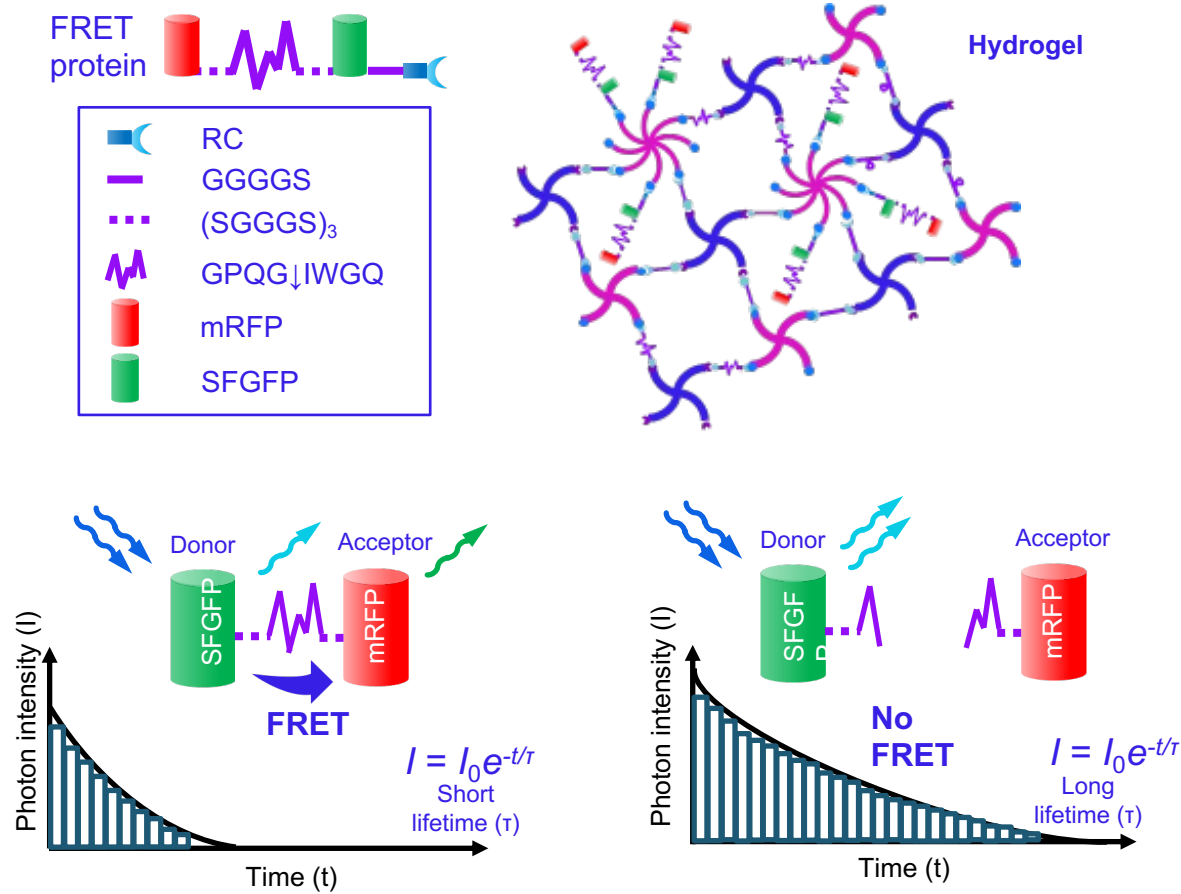 FRET
protein
Hydrogel
RC
GGGGS
(SGGGS)₃
GPQG↓IWGQ
mRFP
SFGFP
Donor
Acceptor
SFGFP
mRFP
FRET
Photon intensity (I)
I = I₀e^-t/τ
Short
lifetime (τ)
Time (t)
Donor
Acceptor
SFGF
P
mRFP
No
FRET
Photon intensity (I)
I = I₀e^-t/τ
Long
lifetime (τ)
Time (t)